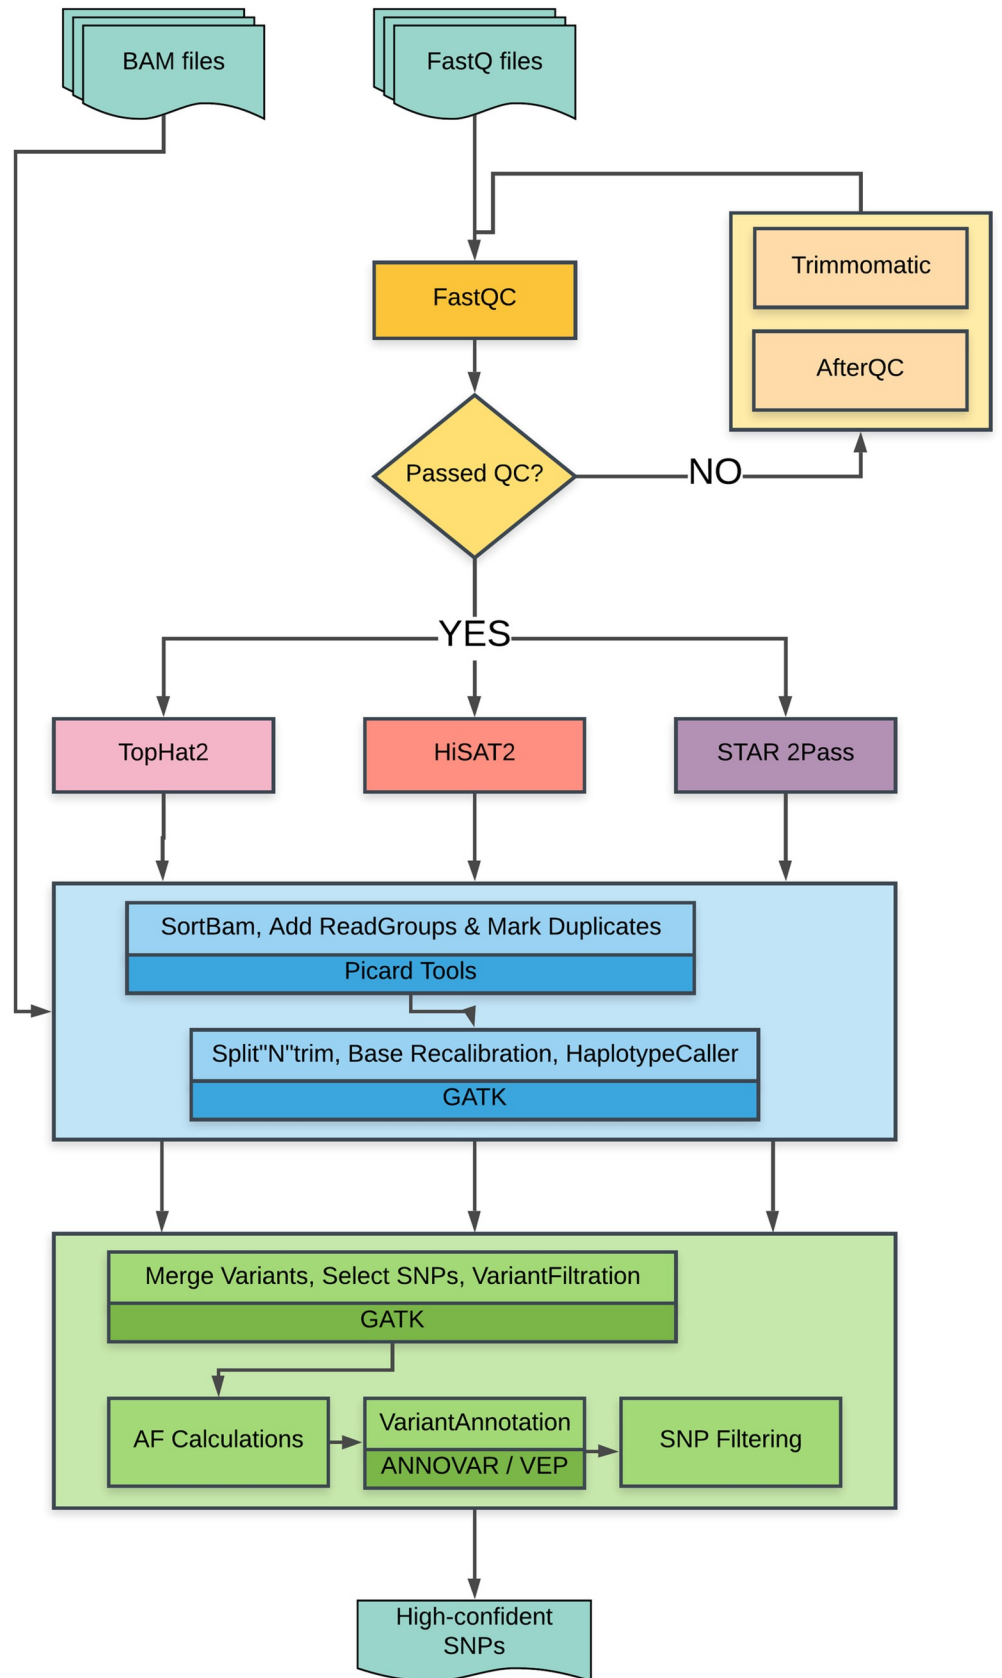 BAM files
FastQ files
Trimmomatic
FastQC
AfterQC
Passed QC?
NO
YES
TopHat2
HiSAT2
STAR 2Pass
SortBam, Add ReadGroups & Mark Duplicates
Picard Tools
Split"N"trim, Base Recalibration, HaplotypeCaller
GATK
Merge Variants, Select SNPs, VariantFiltration
GATK
AF Calculations
VariantAnnotation
ANNOVAR / VEP
SNP Filtering
High-confident
SNPs